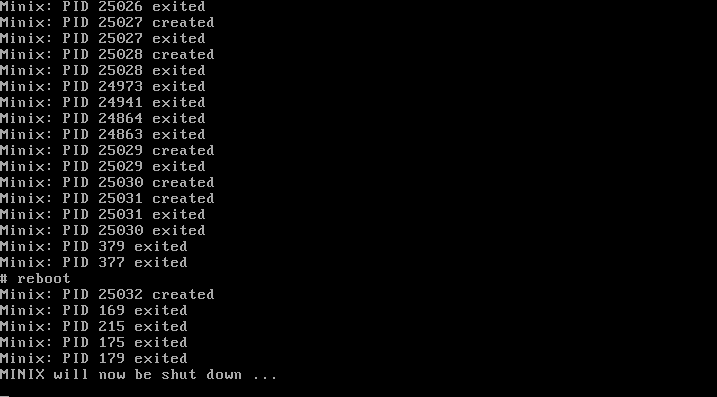 Minix: PID 25026 exited
Minix: PID 25027 created
Minix: PID 25027 exited
Minix: PID 25028 created
Minix: PID 25028 exited
Minix: PID 24973 exited
Minix: PID 24941 exited
Minix: PID 24864 exited
Minix: PID 24863 exited
Minix: PID 25029 created
Minix: PID 25029 exited
Minix: PID 25030 created
Minix: PID 25031 created
Minix: PID 25031 exited
Minix: PID 25030 exited
Minix: PID 379 exited
Minix: PID 377 exited
# reboot
Minix: PID 25032 created
Minix: PID 169 exited
Minix: PID 215 exited
Minix: PID 175 exited
Minix: PID 179 exited
MINIX will now be shut down ...